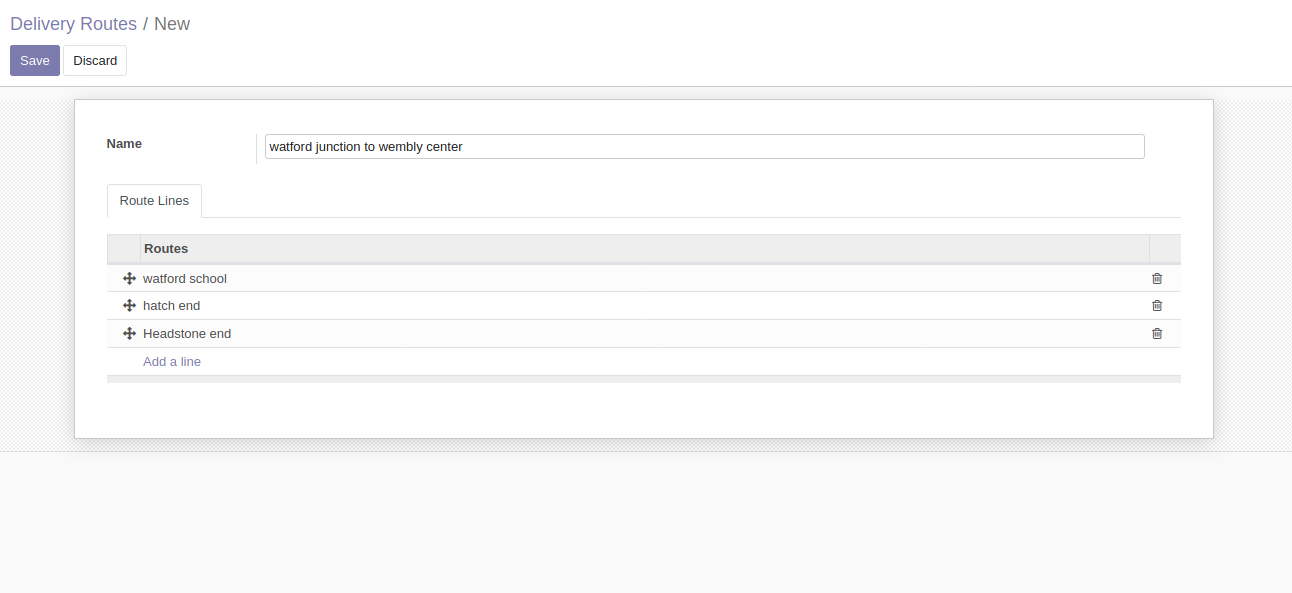 Delivery Routes / New
Save Discard
Name watford junction to wembly center
Route Lines
Routes
watford school
hatch end
Headstone end
Add a line